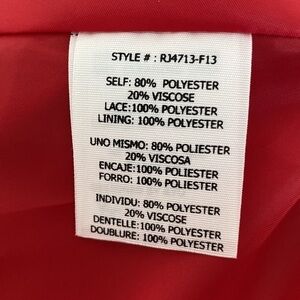 STYLE # : RJ4713-F13
SELF: 80% POLYESTER
20% VISCOSE
LACE:100% POLYESTER
LINING: 100% POLYESTER
UNO MISMO: 80% POLIESTER
20% VISCOSA
ENCAJE:100% POLIESTER
FORRO: 100% POLIESTER
INDIVIDU: 80% POLYESTER
20% VISCOSE
DENTELLE:100% POLYESTER
DOUBLURE: 100% POLYESTER